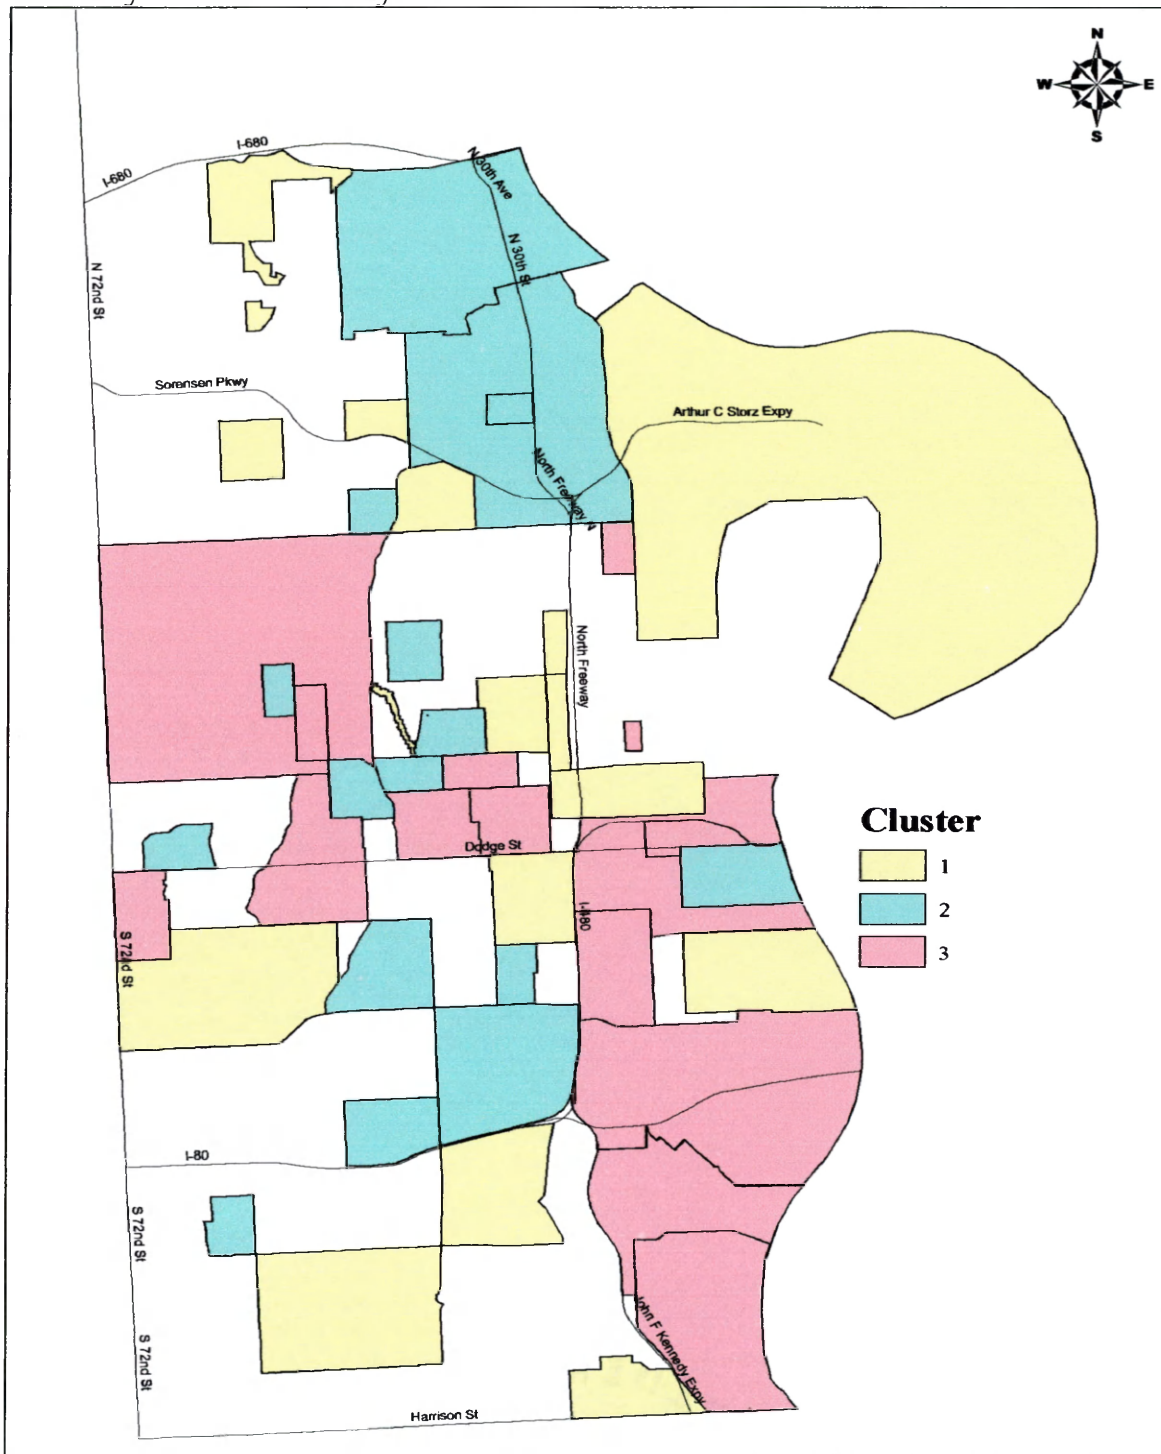 N
W
E
S
I-680
I-680
N 30th Ave
N 30th St
N 72nd St
Sorensen Pkwy
Arthur C Storz Expy
North Freeway N
North Freeway
Cluster
1
2
3
Dodge St
I-480
S 72nd St
I-80
S 72nd St
John F Kennedy Expy
S 72nd St
Harrison St